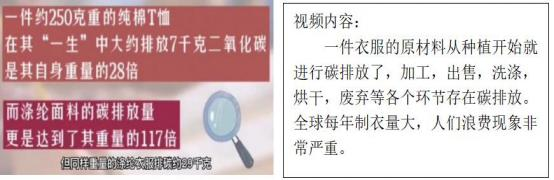 一件约250克重的纯棉T恤
在其“一生”中大约排放7千克二氧化碳
是其自身重量的28倍
而涤纶面料的碳排放量
更是达到了其重量的117倍
但同样重量的涤纶衣服排碳约29千克
视频内容：
一件衣服的原材料从种植开始就
进行碳排放了，加工，出售，洗涤，
烘干，废弃等各个环节存在碳排放。
全球每年制衣量大，人们浪费现象非
常严重。